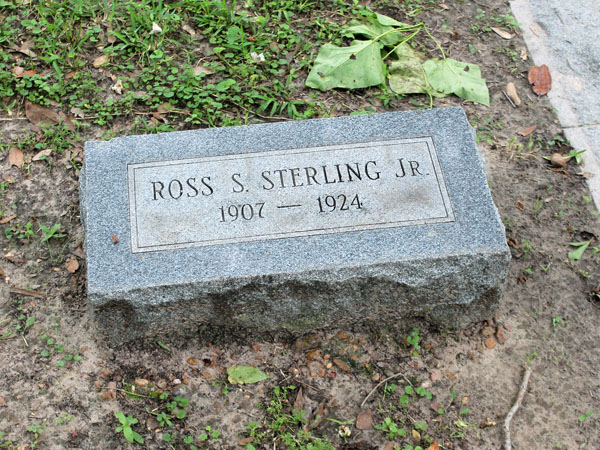 Ross S. Sterling Jr.
1907 — 1924